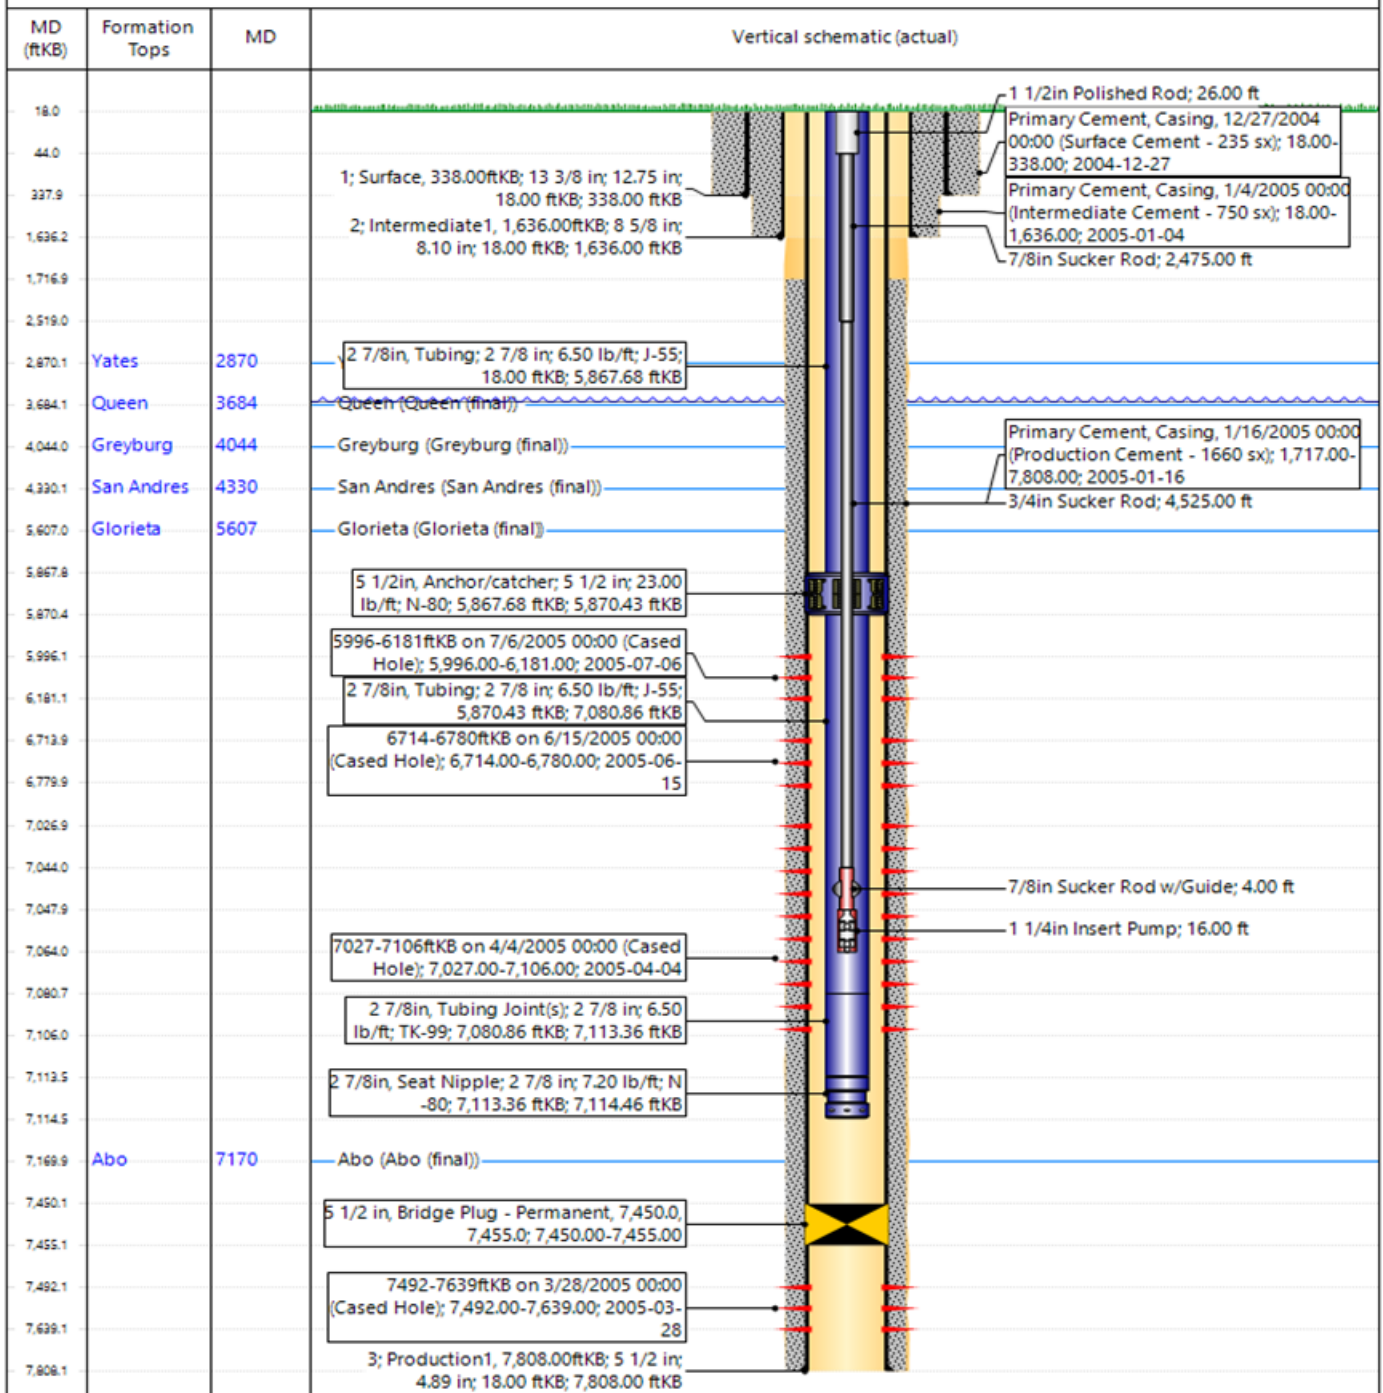 MD
(ftKB)
Formation
Tops
MD
Vertical schematic (actual)
18.0
44.0
337.9
1,636.2
1,716.9
2,519.0
2,870.1
3,684.1
4,044.0
4,330.1
5,607.0
5,867.8
5,870.4
5,996.1
6,181.1
6,713.9
6,779.9
7,026.9
7,044.0
7,047.9
7,064.0
7,080.7
7,106.0
7,113.5
7,114.5
7,169.9
7,450.1
7,455.1
7,492.1
7,639.1
7,808.1
Yates
2870
Queen
3684
Greyburg
4044
San Andres
4330
Glorieta
5607
Abo
7170
1; Surface, 338.00ftKB; 13 3/8 in; 12.75 in;
18.00 ftKB; 338.00 ftKB
2; Intermediate1, 1,636.00ftKB; 8 5/8 in;
8.10 in; 18.00 ftKB; 1,636.00 ftKB
2 7/8in, Tubing; 2 7/8 in; 6.50 lb/ft; J-55;
18.00 ftKB; 5,867.68 ftKB
Queen (Queen (final))
Greyburg (Greyburg (final))
San Andres (San Andres (final))
Glorieta (Glorieta (final))
5 1/2in, Anchor/catcher; 5 1/2 in; 23.00
lb/ft; N-80; 5,867.68 ftKB; 5,870.43 ftKB
5996-6181ftKB on 7/6/2005 00:00 (Cased
Hole); 5,996.00-6,181.00; 2005-07-06
2 7/8in, Tubing; 2 7/8 in; 6.50 lb/ft; J-55;
5,870.43 ftKB; 7,080.86 ftKB
6714-6780ftKB on 6/15/2005 00:00
(Cased Hole); 6,714.00-6,780.00; 2005-06-
15
7027-7106ftKB on 4/4/2005 00:00 (Cased
Hole); 7,027.00-7,106.00; 2005-04-04
2 7/8in, Tubing Joint(s); 2 7/8 in; 6.50
lb/ft; TK-99; 7,080.86 ftKB; 7,113.36 ftKB
2 7/8in, Seat Nipple; 2 7/8 in; 7.20 lb/ft; N
-80; 7,113.36 ftKB; 7,114.46 ftKB
Abo (Abo (final))
5 1/2 in, Bridge Plug - Permanent, 7,450.0,
7,455.0; 7,450.00-7,455.00
7492-7639ftKB on 3/28/2005 00:00
(Cased Hole); 7,492.00-7,639.00; 2005-03-
28
3; Production1, 7,808.00ftKB; 5 1/2 in;
4.89 in; 18.00 ftKB; 7,808.00 ftKB
1 1/2in Polished Rod; 26.00 ft
Primary Cement, Casing, 12/27/2004
00:00 (Surface Cement - 235 sx); 18.00-
338.00; 2004-12-27
Primary Cement, Casing, 1/4/2005 00:00
(Intermediate Cement - 750 sx); 18.00-
1,636.00; 2005-01-04
7/8in Sucker Rod; 2,475.00 ft
Primary Cement, Casing, 1/16/2005 00:00
(Production Cement - 1660 sx); 1,717.00-
7,808.00; 2005-01-16
3/4in Sucker Rod; 4,525.00 ft
7/8in Sucker Rod w/Guide; 4.00 ft
1 1/4in Insert Pump; 16.00 ft